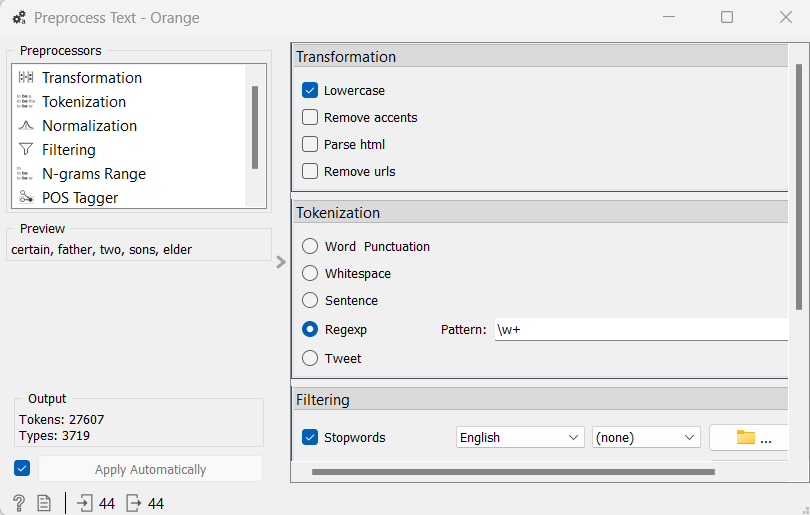 Preprocess Text - Orange
Preprocessors
Transformation
Tokenization
Normalization
Filtering
N-grams Range
POS Tagger
Preview
certain, father, two, sons, elder
Output
Tokens: 27607
Types: 3719
Apply Automatically
44 44
Transformation
Lowercase
Remove accents
Parse html
Remove urls
Tokenization
Word Punctuation
Whitespace
Sentence
Regexp Pattern: \w+
Tweet
Filtering
Stopwords English (none) ...